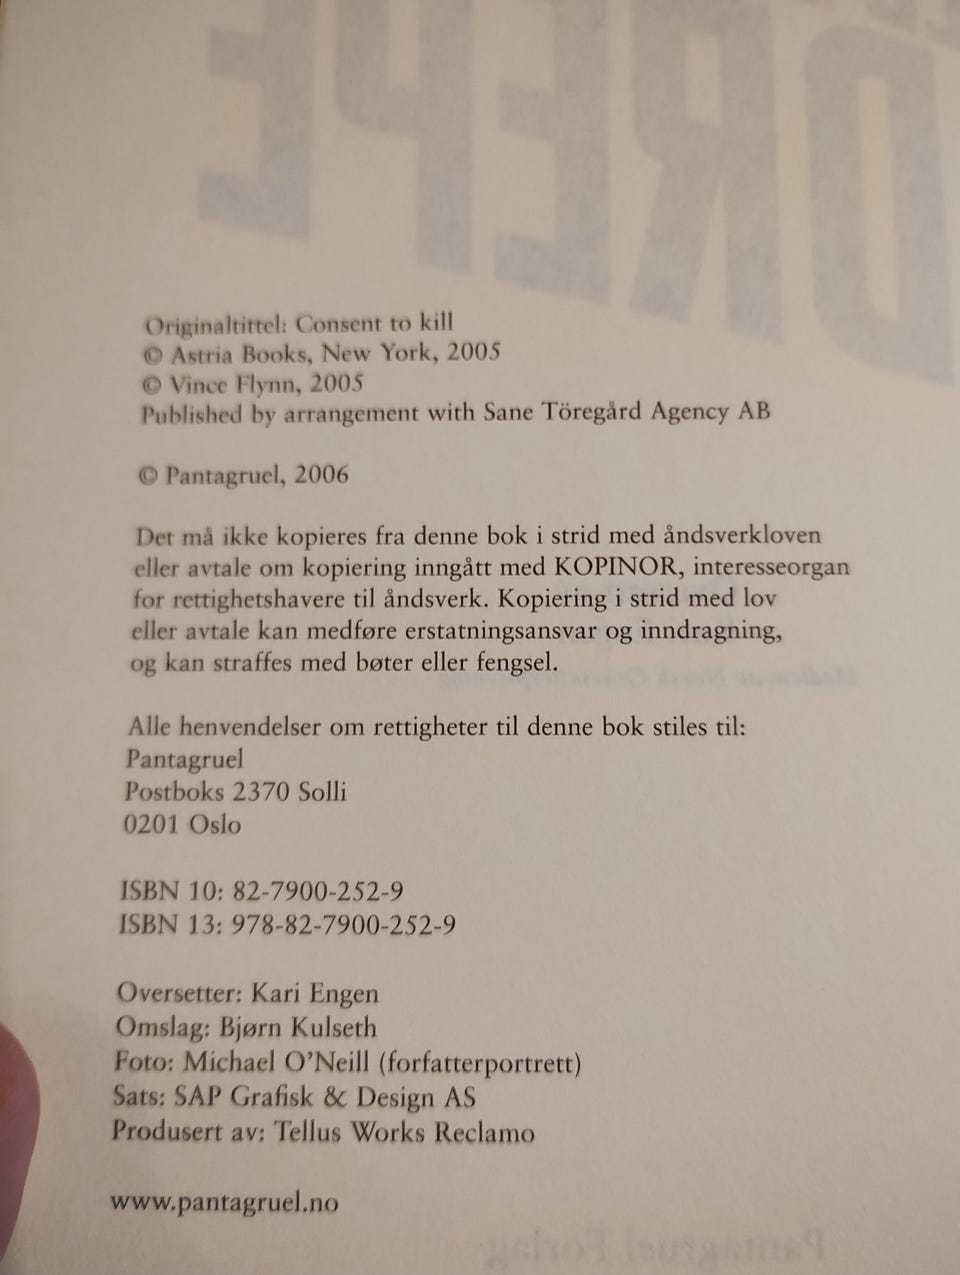 Originaltittel: Consent to kill
© Astria Books, New York, 2005
© Vince Flynn, 2005
Published by arrangement with Sane Töregård Agency AB
© Pantagruel, 2006
Det må ikke kopieres fra denne bok i strid med åndsverkloven
eller avtale om kopiering inngått med KOPINOR, interesseorgan
for rettighetshavere til åndsverk. Kopiering i strid med lov
eller avtale kan medføre erstatningsansvar og inndragning,
og kan straffes med bøter eller fengsel.
Alle henvendelser om rettigheter til denne bok stiles til:
Pantagruel
Postboks 2370 Solli
0201 Oslo
ISBN 10: 82-7900-252-9
ISBN 13: 978-82-7900-252-9
Oversetter: Kari Engen
Omslag: Bjørn Kulseth
Foto: Michael O'Neill (forfatterportrett)
Sats: SAP Grafisk & Design AS
Produsert av: Tellus Works Reclamo
www.pantagruel.no
Pantagruel Forlag